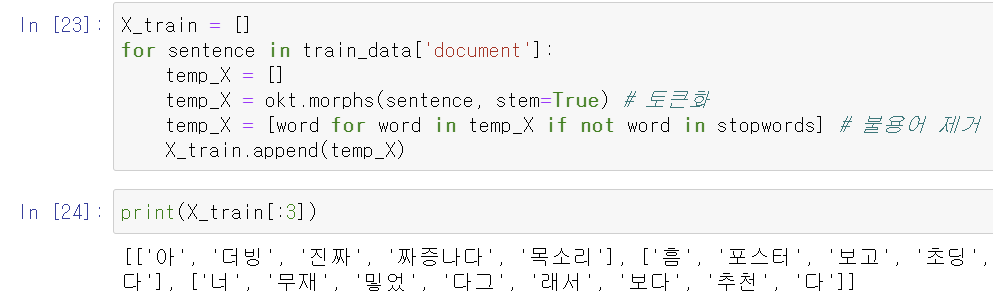 In [23]: X_train = []
for sentence in train_data['document']:
    temp_X = []
    temp_X = okt.morphs(sentence, stem=True) # 토큰화
    temp_X = [word for word in temp_X if not word in stopwords] # 불용어 제거
    X_train.append(temp_X)
In [24]: print(X_train[:3])
[['아', '더빙', '진짜', '짜증나다', '목소리'], ['흠', '포스터', '보고', '초딩',
다'], ['너', '무재', '밓었', '다그', '래서', '보다', '추천', '다']]